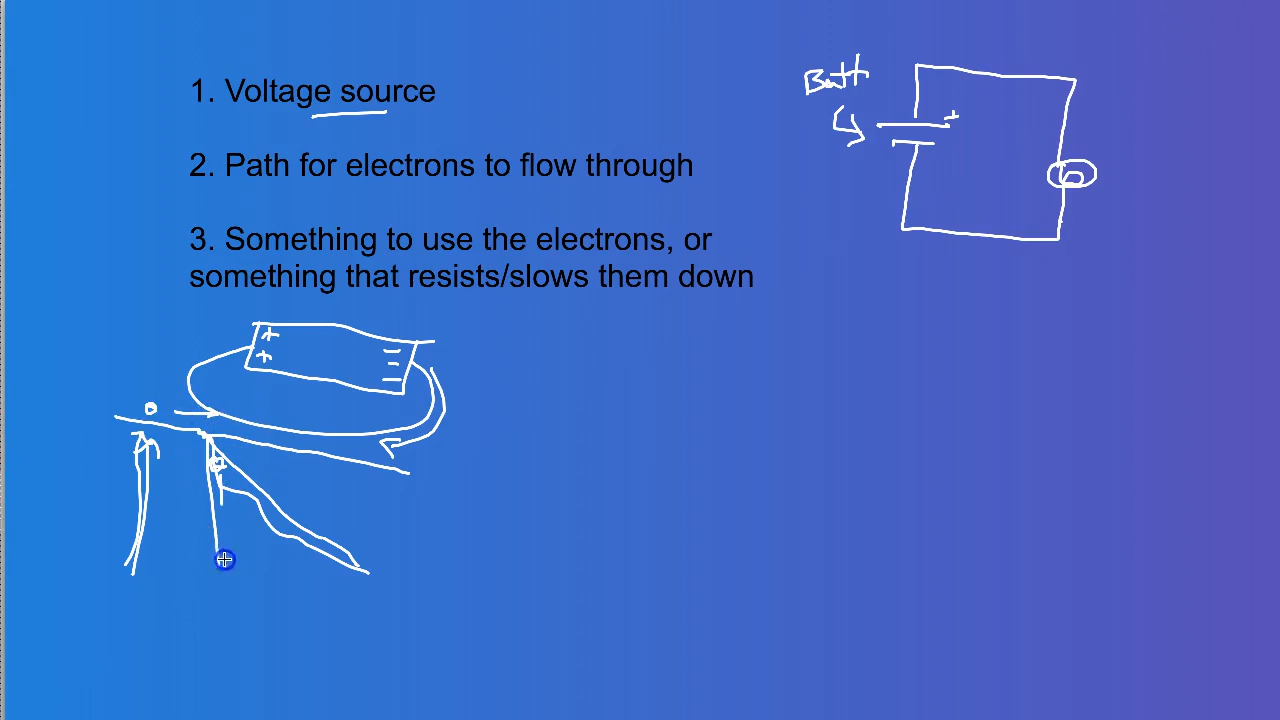 1. Voltage source
2. Path for electrons to flow through
3. Something to use the electrons, or
something that resists/slows them down
Batt
+
+
+